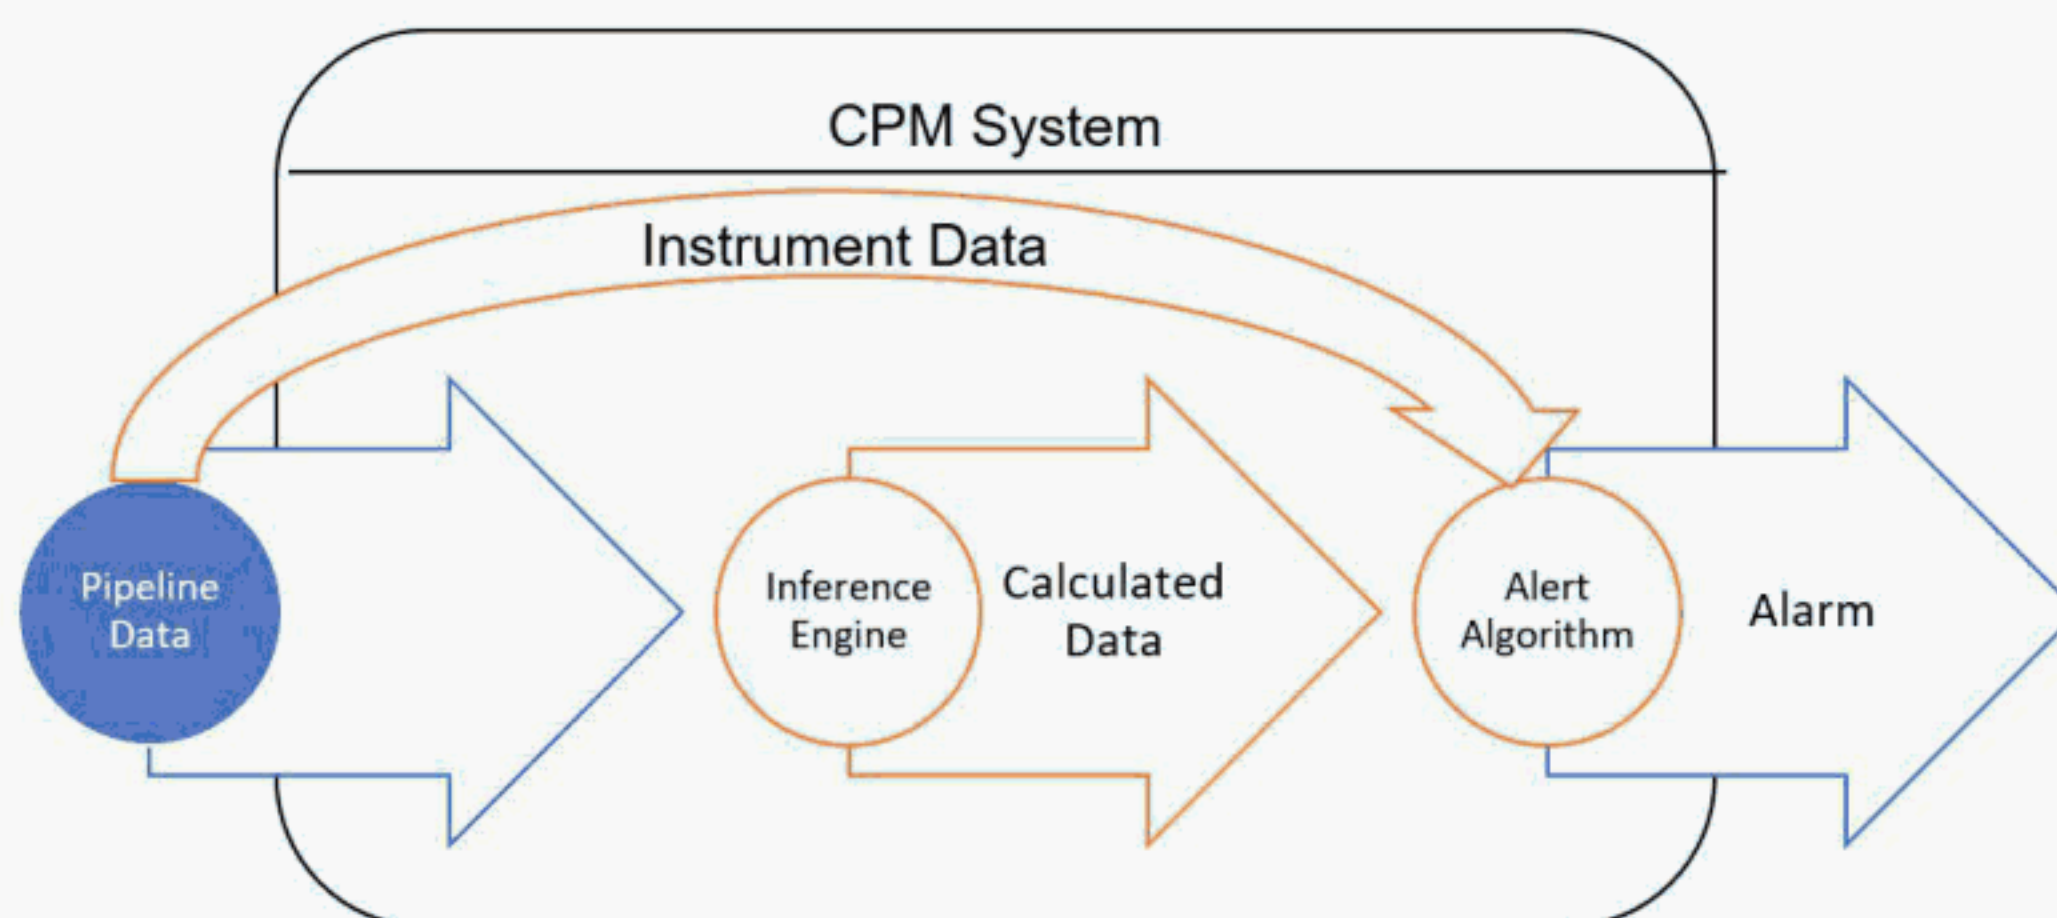 CPM System
Instrument Data
Pipeline
Data
Inference
Engine
Calculated
Data
Alert
Algorithm
Alarm